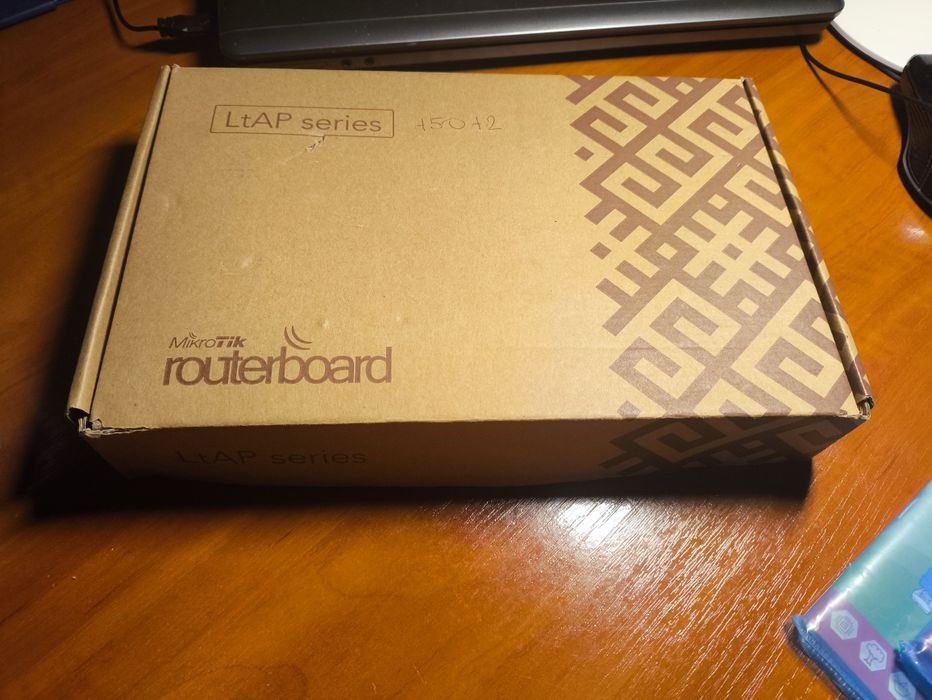 LtAP series
MikroTik
routerboard
LtAP series